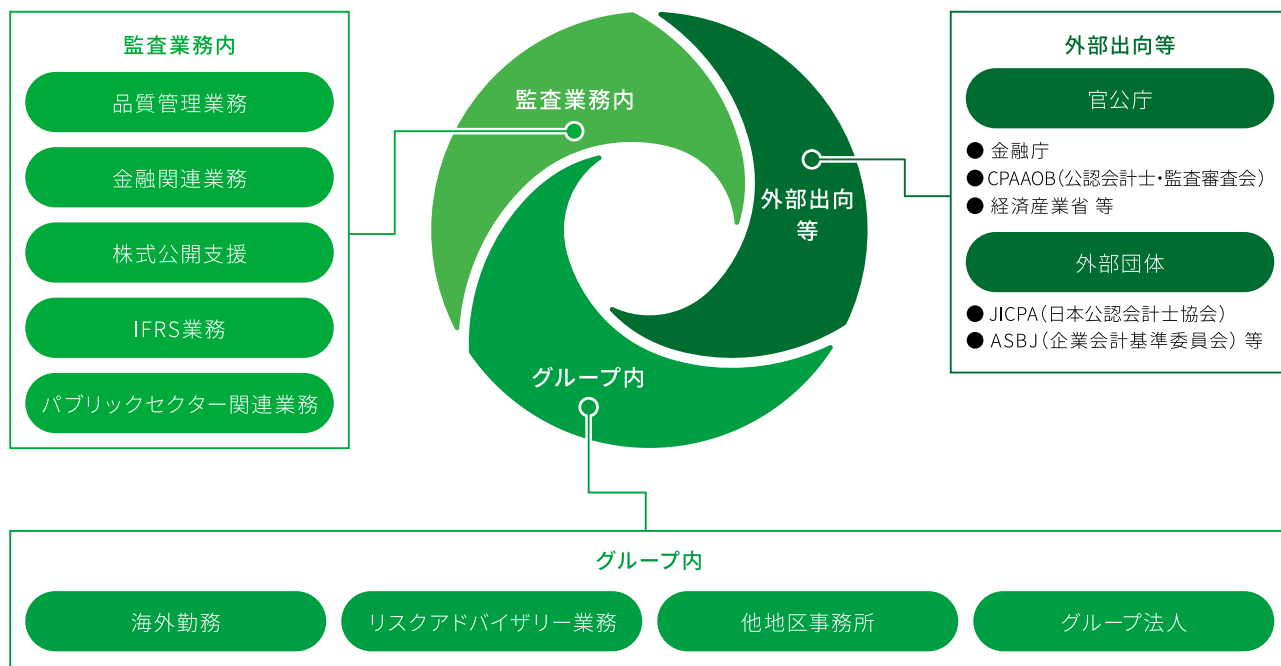 監査業務内
品質管理業務
金融関連業務
株式公開支援
IFRS業務
パブリックセクター関連業務
監査業務内
外部出向
等
グループ内
外部出向等
官公庁
● 金融庁
● CPAAOB(公認会計士・監査審査会)
● 経済産業省 等
外部団体
● JICPA(日本公認会計士協会)
● ASBJ(企業会計基準委員会) 等
グループ内
海外勤務
リスクアドバイザリー業務
他地区事務所
グループ法人